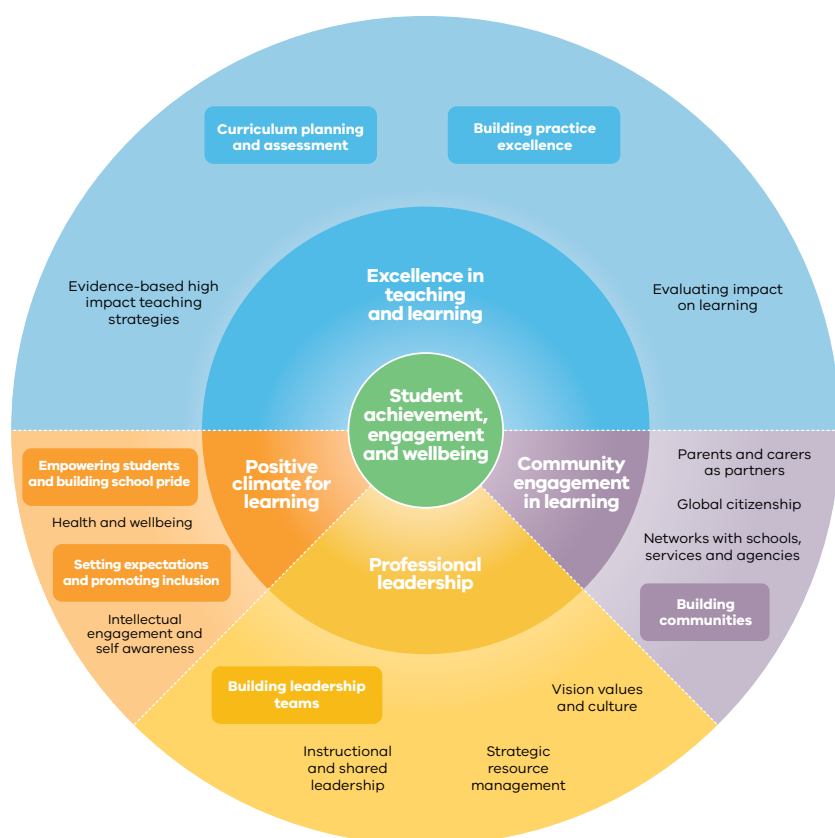 Curriculum planning
and assessment
Building practice
excellence
Excellence in
teaching
and learning
Evidence-based high
impact teaching
strategies
Evaluating impact
on learning
Student
achievement,
engagement
and wellbeing
Empowering students
and building school pride
Health and wellbeing
Setting expectations
and promoting inclusion
Intellectual
engagement and
self awareness
Positive
climate for
learning
Community
engagement
in learning
Parents and carers
as partners
Global citizenship
Networks with schools,
services and agencies
Building
communities
Professional
leadership
Building leadership
teams
Vision values
and culture
Instructional
and shared
leadership
Strategic
resource
management